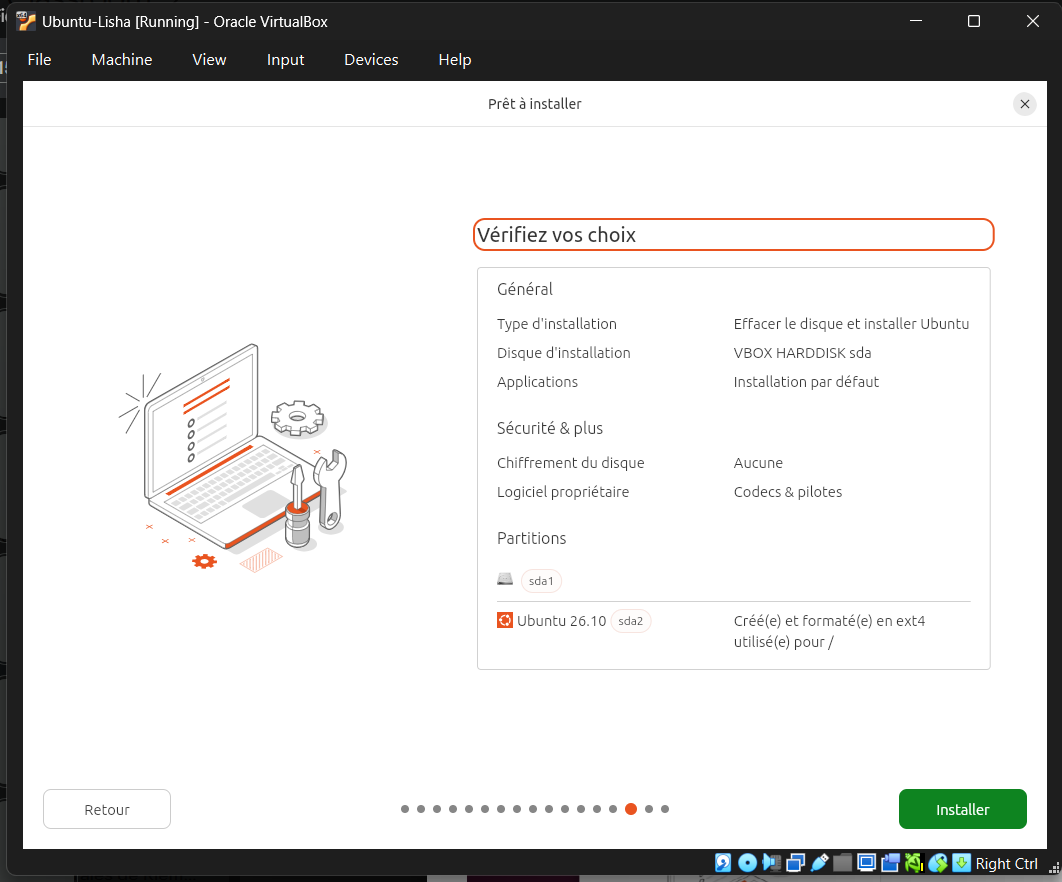 Ubuntu-Lisha [Running] - Oracle VirtualBox
File Machine View Input Devices Help
Prêt à installer
Vérifiez vos choix
Général
Type d'installation Effacer le disque et installer Ubuntu
Disque d'installation VBOX HARDDISK sda
Applications Installation par défaut
Sécurité & plus
Chiffrement du disque Aucune
Logiciel propriétaire Codecs & pilotes
Partitions
sda1
Ubuntu 26.10 sda2 Créé(e) et formaté(e) en ext4
utilisé(e) pour /
Retour Installer
Right Ctrl